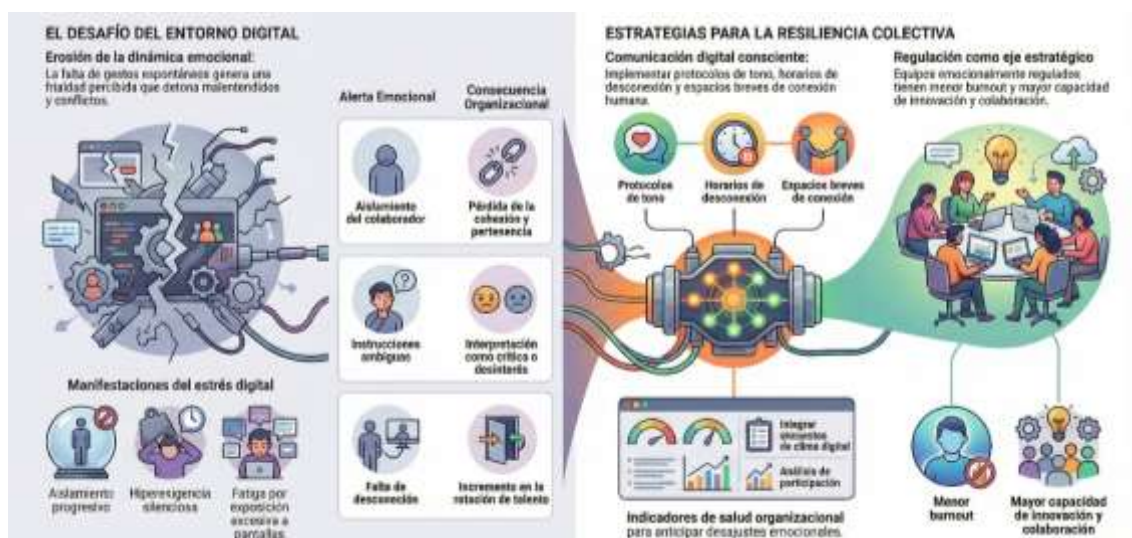 EL DESAFÍO DEL ENTORNO DIGITAL
Erosión de la dinámica emocional:
La falta de gestos espontáneos genera una
frialdad percibida que detona malentendidos
y conflictos.
Alerta Emocional
Consecuencia
Organizacional
Aislamiento
del colaborador
Pérdida de la
cohesión y
pertenencia
Instrucciones
ambiguas
Interpretación
como crítica o
desinterés
Falta de
desconexión
Incremento en la
rotación de talento
Manifestaciones del estrés digital
Aislamiento
progresivo
Hiperexigencia
silenciosa
Fatiga por
exposición
excesiva a
pantallas
ESTRATEGIAS PARA LA RESILIENCIA COLECTIVA
Comunicación digital consciente:
Implementar protocolos de tono, horarios de
desconexión y espacios breves de conexión
humana.
Protocolos
de tono
Horarios de
desconexión
Espacios breves
de conexión
Integrar
encuestas
de clima digital
Análisis de
participación
Indicadores de salud organizacional
para anticipar desajustes emocionales.
Regulación como eje estratégico
Equipos emocionalmente regulados
tienen menor burnout y mayor capacidad
de innovación y colaboración.
Menor
burnout
Mayor capacidad
de innovación y
colaboración